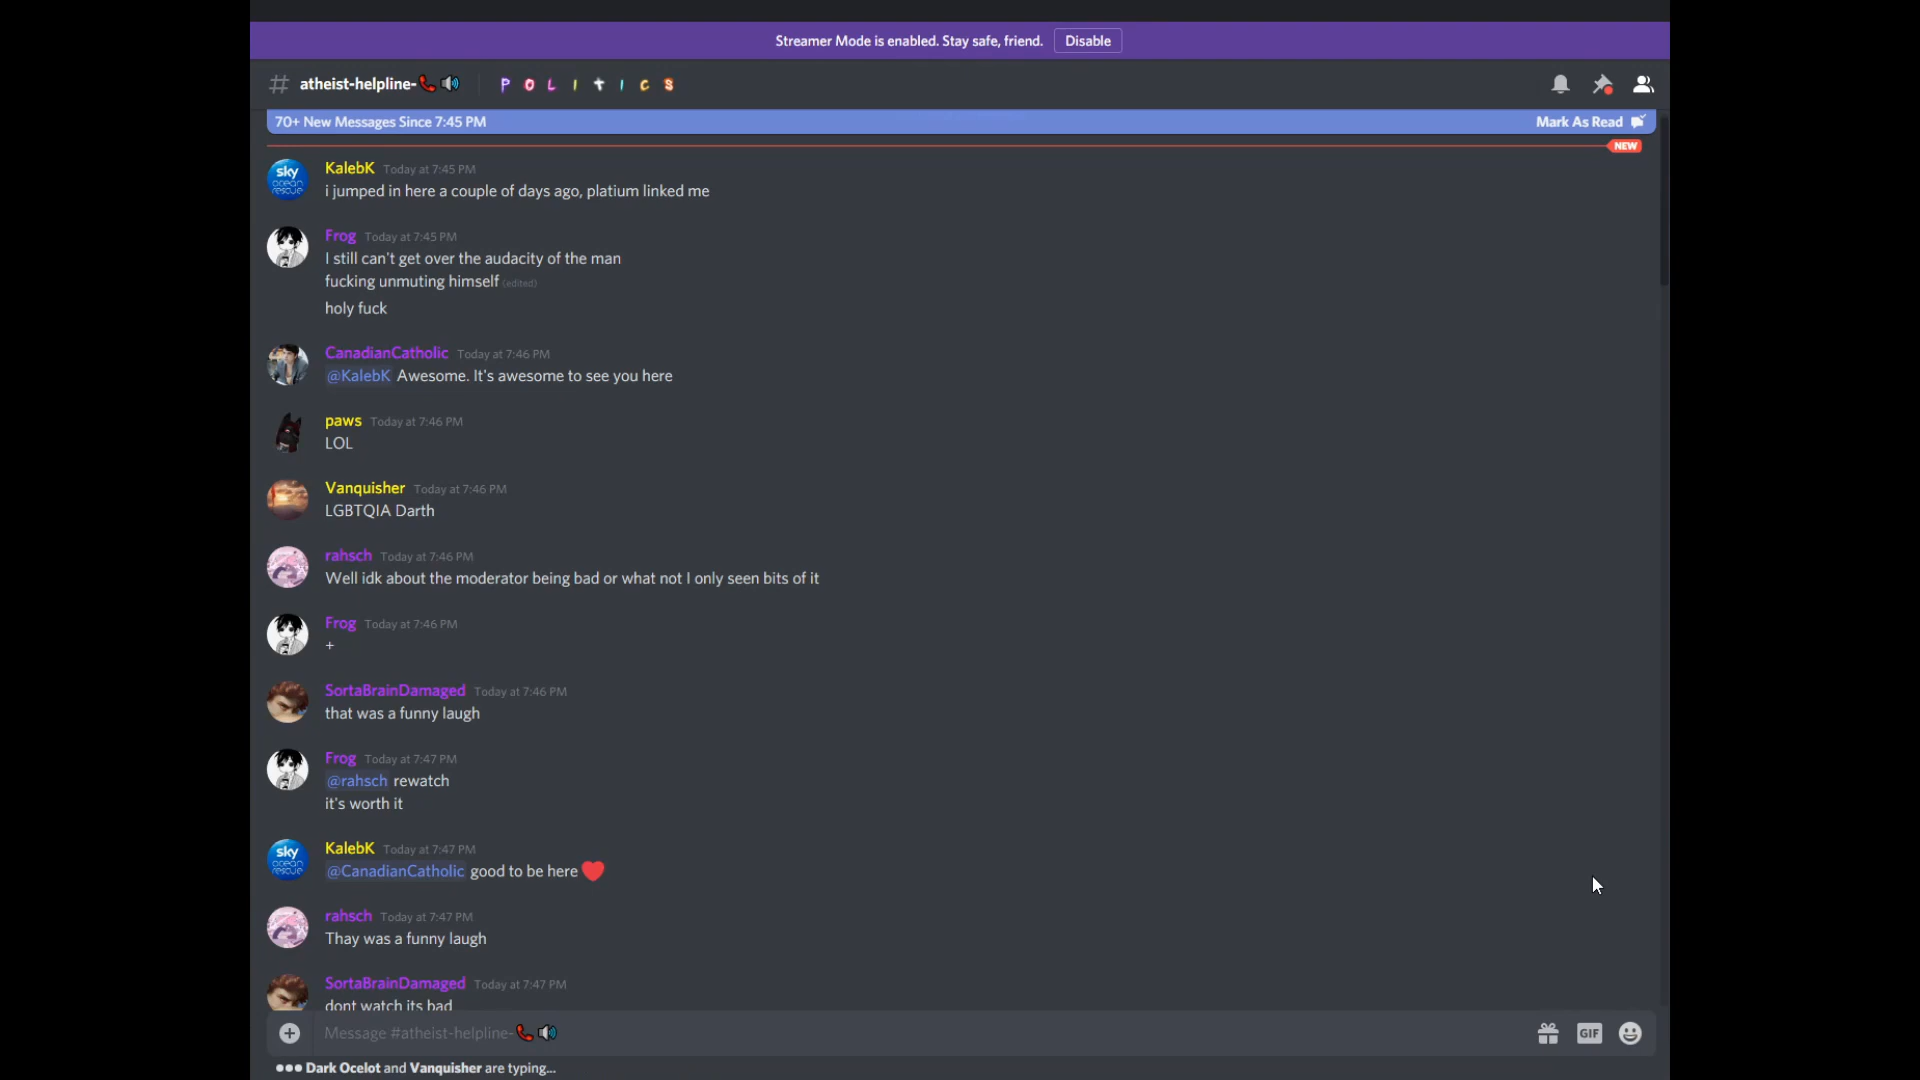 Streamer Mode is enabled. Stay safe, friend. Disable
# atheist-helpline-📞🔊 P O L I T I C S
70+ New Messages Since 7:45 PM Mark As Read
NEW
KalebK Today at 7:45 PM
i jumped in here a couple of days ago, platium linked me
sky ocean rescue
Frog Today at 7:45 PM
I still can't get over the audacity of the man
fucking unmuting himself (edited)
holy fuck
CanadianCatholic Today at 7:46 PM
@KalebK Awesome. It's awesome to see you here
paws Today at 7:46 PM
LOL
Vanquisher Today at 7:46 PM
LGBTQIA Darth
rahsch Today at 7:46 PM
Well idk about the moderator being bad or what not I only seen bits of it
Frog Today at 7:46 PM
+
SortaBrainDamaged Today at 7:46 PM
that was a funny laugh
Frog Today at 7:47 PM
@rahsch rewatch
it's worth it
KalebK Today at 7:47 PM
@CanadianCatholic good to be here ❤️
sky ocean rescue
rahsch Today at 7:47 PM
Thay was a funny laugh
SortaBrainDamaged Today at 7:47 PM
dont watch its bad
Message #atheist-helpline-📞🔊 GIF
Dark Ocelot and Vanquisher are typing...